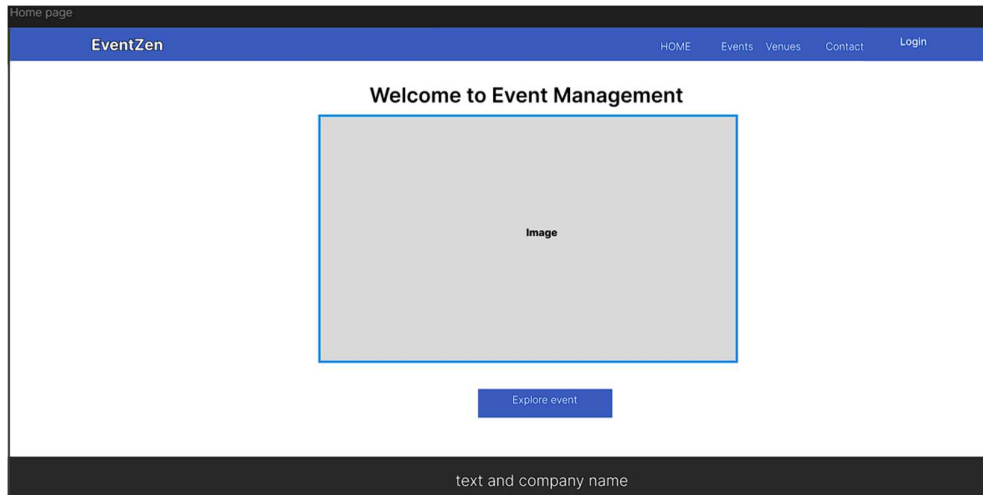 Home page
EventZen HOME Events Venues Contact Login
Welcome to Event Management
Image
Explore event
text and company name